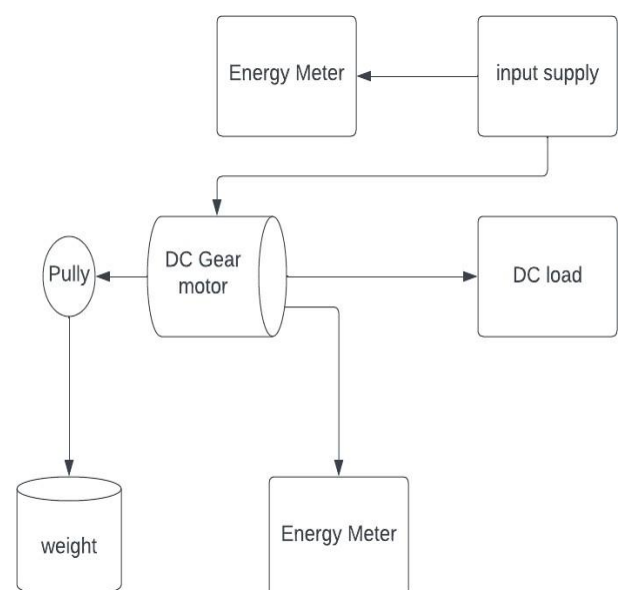 Energy Meter
input supply
Pully
DC Gear
motor
DC load
weight
Energy Meter